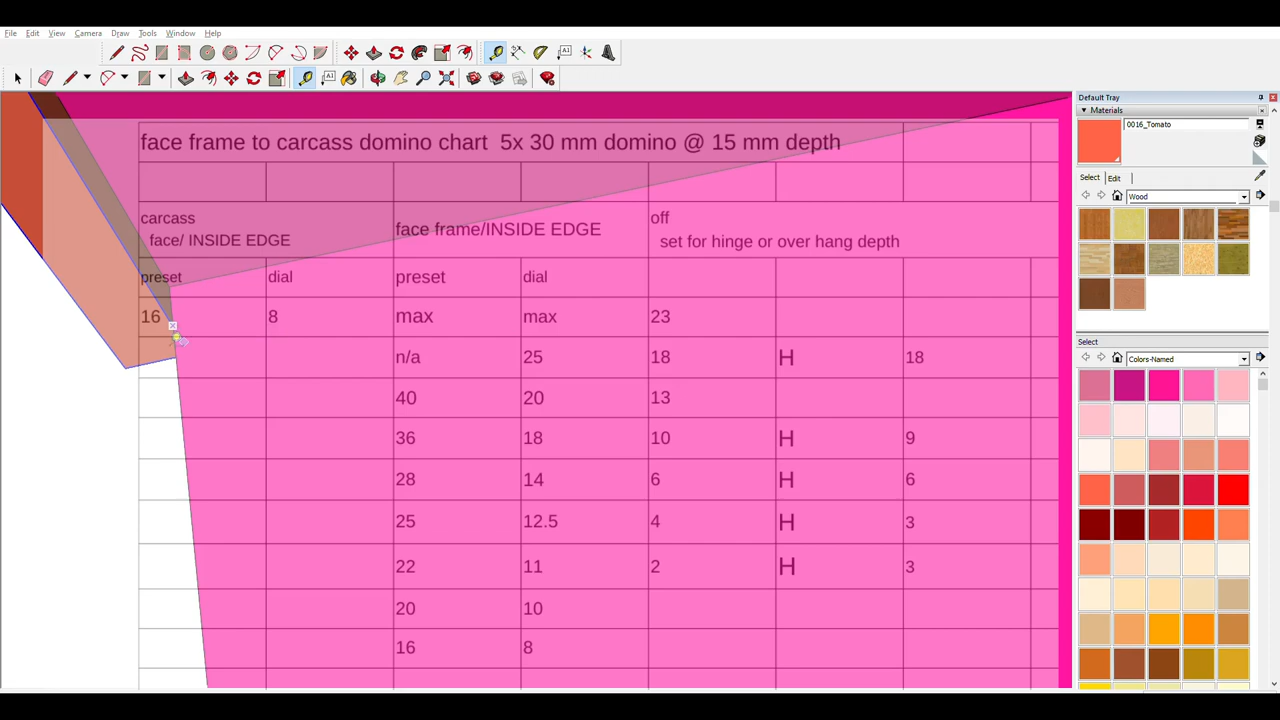 File Edit View Camera Draw Tools Window Help
Default Tray
Materials
0016_Tomato
Select Edit
Wood
Select
Colors-Named
face frame to carcass domino chart 5x 30 mm domino @ 15 mm depth
carcass
face/ INSIDE EDGE
face frame/INSIDE EDGE
off
set for hinge or over hang depth
preset dial preset dial
16 8 max max 23
n/a 25 18 H 18
40 20 13
36 18 10 H 9
28 14 6 H 6
25 12.5 4 H 3
22 11 2 H 3
20 10
16 8